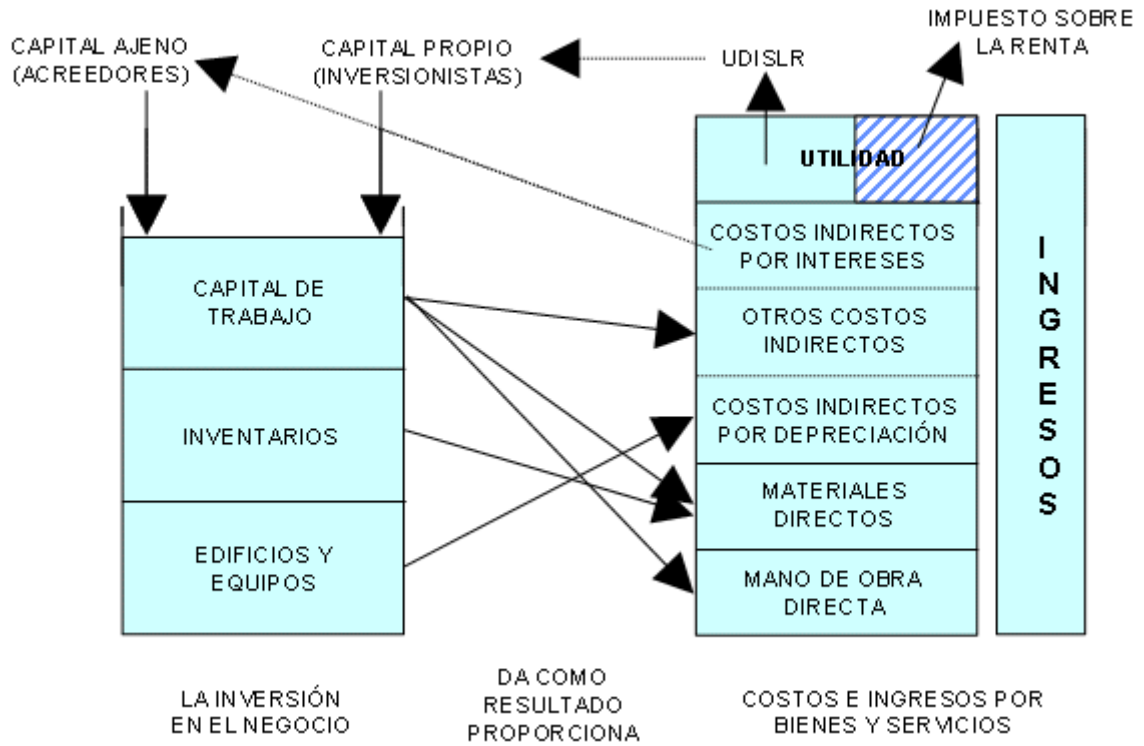 IMPUESTO SOBRE
LA RENTA
CAPITAL AJENO
(ACREEDORES)
CAPITAL PROPIO
(INVERSIONISTAS)
UDISLR
UTILIDAD
COSTOS INDIRECTOS
POR INTERESES
OTROS COSTOS
INDIRECTOS
COSTOS INDIRECTOS
POR DEPRECIACIÓN
MATERIALES
DIRECTOS
MANO DE OBRA
DIRECTA
INGRESOS
CAPITAL DE
TRABAJO
INVENTARIOS
EDIFICIOS Y
EQUIPOS
LA INVERSIÓN
EN EL NEGOCIO
DA COMO
RESULTADO
PROPORCIONA
COSTOS E INGRESOS POR
BIENES Y SERVICIOS